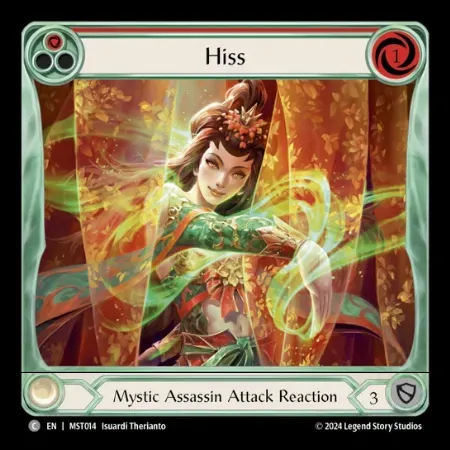 Hiss
1
Mystic Assassin Attack Reaction
3
C EN | MST014 Isuardi Therianto © 2024 Legend Story Studios